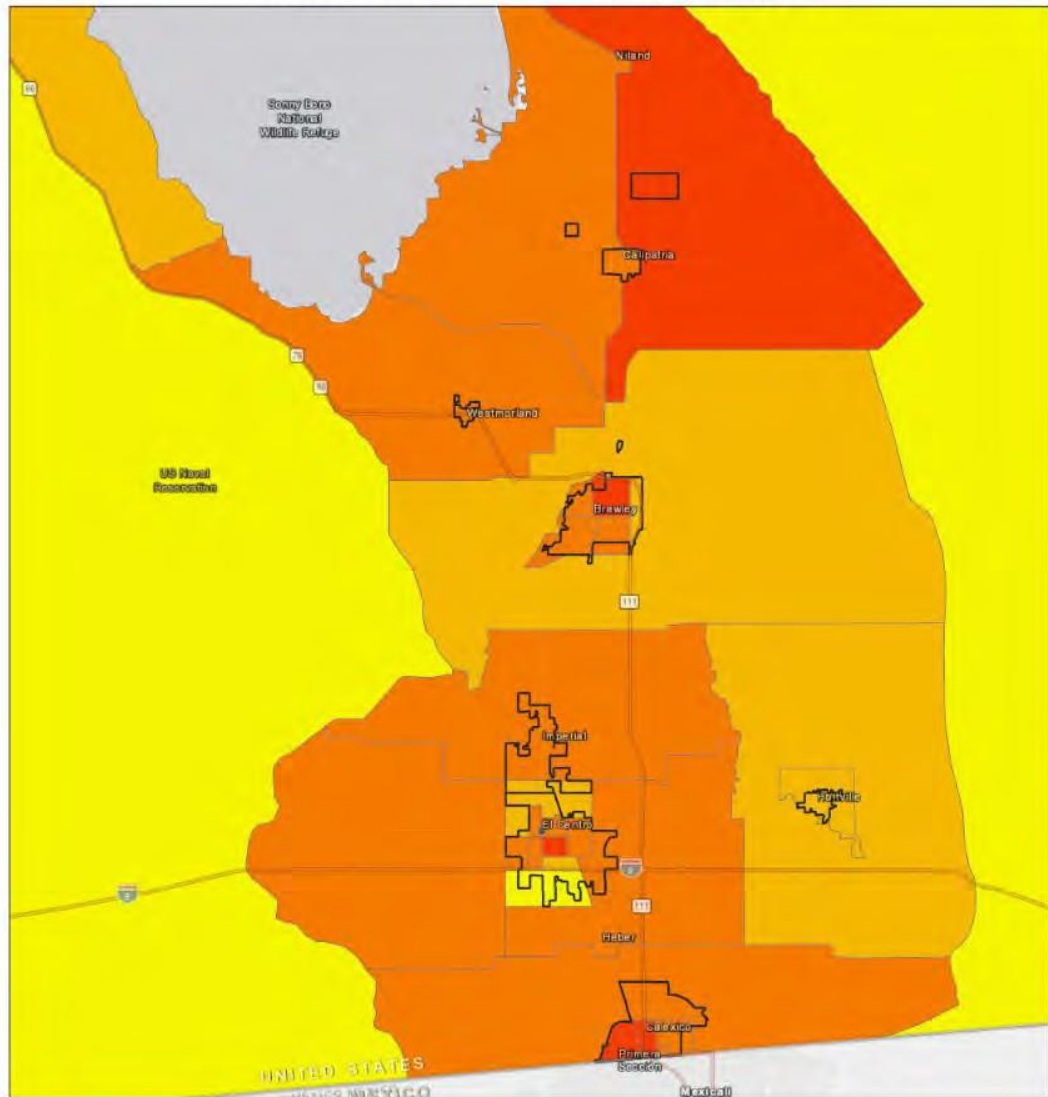 Niland
Sonny Bono
National
Wildlife Refuge
Calipatria
78
86
Westmorland
US Naval
Reservation
Brawley
111
Imperial
Holtville
El Centro
8
8
111
Heber
Calexico
Primera
Sección
UNITED STATES
MEXICO
Mexicali